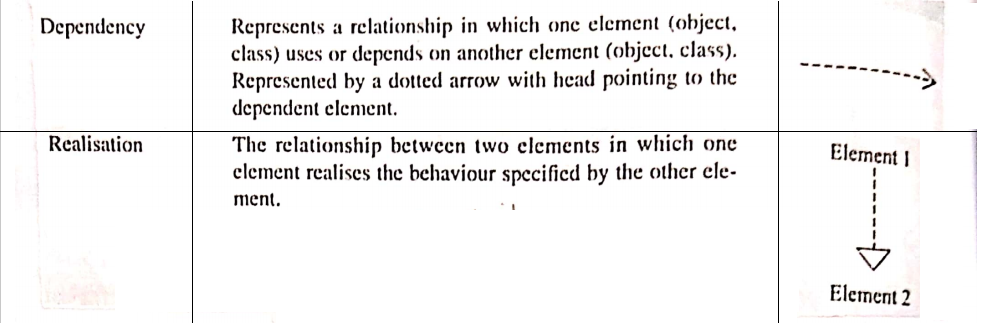 Dependency
Represents a relationship in which one element (object,
class) uses or depends on another element (object, class).
Represented by a dotted arrow with head pointing to the
dependent element.
Realisation
The relationship between two elements in which one
element realises the behaviour specified by the other ele-
ment.
Element 1
Element 2